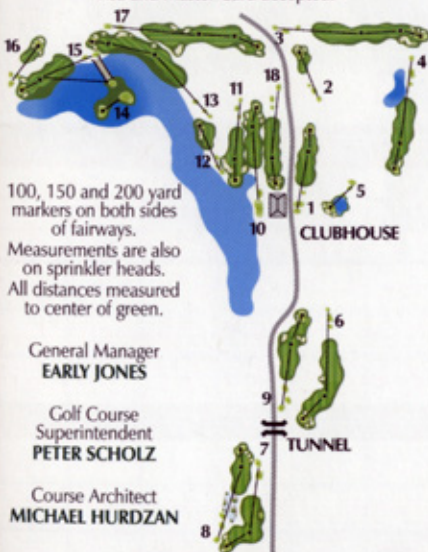 17
3
16
15
4
2
11
18
13
14
12
5
10
1
CLUBHOUSE
100, 150 and 200 yard
markers on both sides
of fairways.
Measurements are also
on sprinkler heads.
All distances measured
to center of green.
6
General Manager
EARLY JONES
9
Golf Course
Superintendent
PETER SCHOLZ
TUNNEL
7
Course Architect
MICHAEL HURDZAN
8